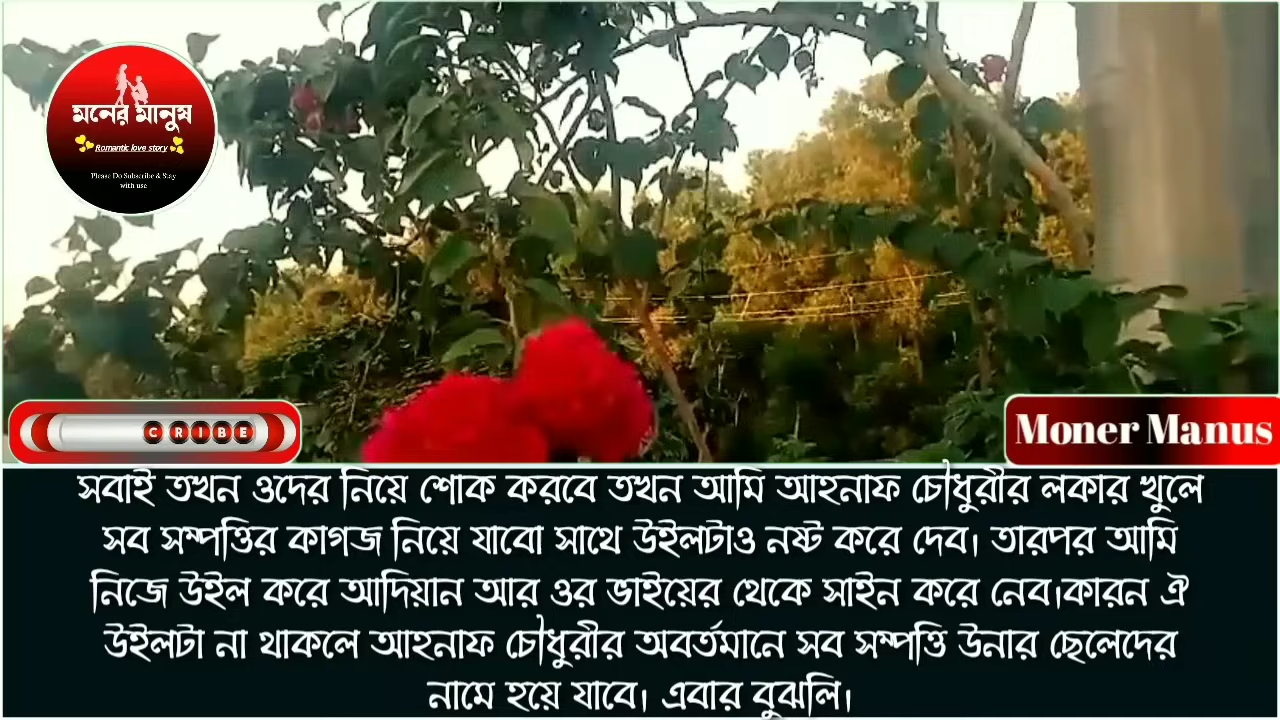 মনের মানুষ
Romantic love story
Please Do Subscribe & Stay
with use
CRIBE
Moner Manus
সবাই তখন ওদের নিয়ে শোক করবে তখন আমি আহনাফ চৌধুরীর লকার খুলে
সব সম্পত্তির কাগজ নিয়ে যাবো সাথে উইলটাও নষ্ট করে দেব। তারপর আমি
নিজে উইল করে আদিয়ান আর ওর ভাইয়ের থেকে সাইন করে নেব।কারন ঐ
উইলটা না থাকলে আহনাফ চৌধুরীর অবর্তমানে সব সম্পত্তি উনার ছেলেদের
নামে হয়ে যাবে। এবার বুঝলি।